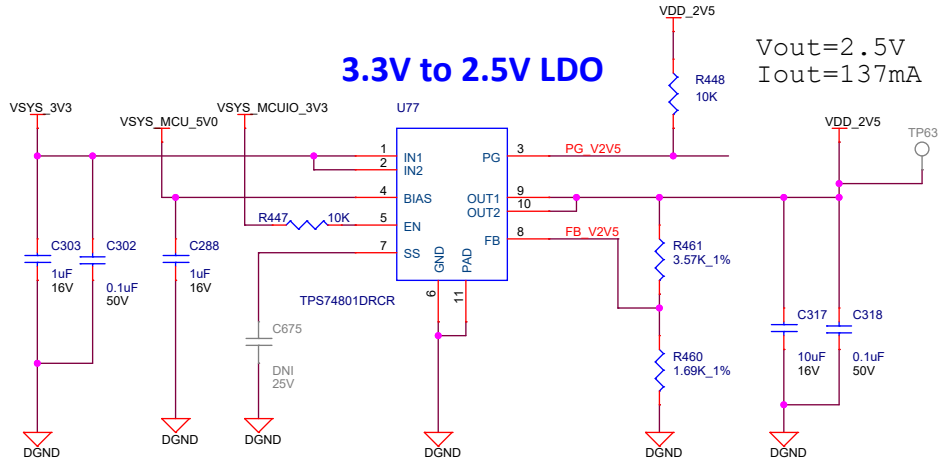 VDD_2V5
Vout=2.5V
3.3V to 2.5V LDO
Iout=137mA
R448
10K
VSYS_3V3
VSYS_MCUIO_3V3
U77
VSYS_MCU_5V0
VDD_2V5
TP63
1
IN1
PG
3
PG_V2V5
2
IN2
4
BIAS
OUT1
9
OUT2
10
R447
10K
5
EN
FB
8
FB_V2V5
7
SS
GND
PAD
6
11
TPS74801DRCR
C303
1uF
16V
C302
0.1uF
50V
C288
1uF
16V
R461
3.57K_1%
C675
DNI
25V
C317
10uF
16V
C318
0.1uF
50V
R460
1.69K_1%
DGND
DGND
DGND
DGND
DGND
DGND